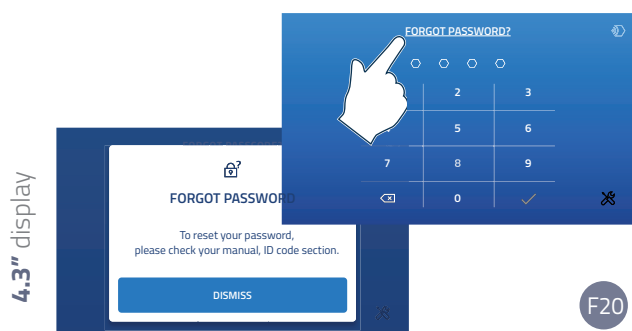 FORGOT PASSWORD?
2 3
5 6
7 8 9
0
FORGOT PASSWORD
To reset your password,
please check your manual, ID code section.
DISMISS
4.3” display
F20